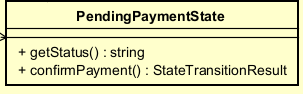 PendingPaymentState
+ getStatus() : string
+ confirmPayment() : StateTransitionResult